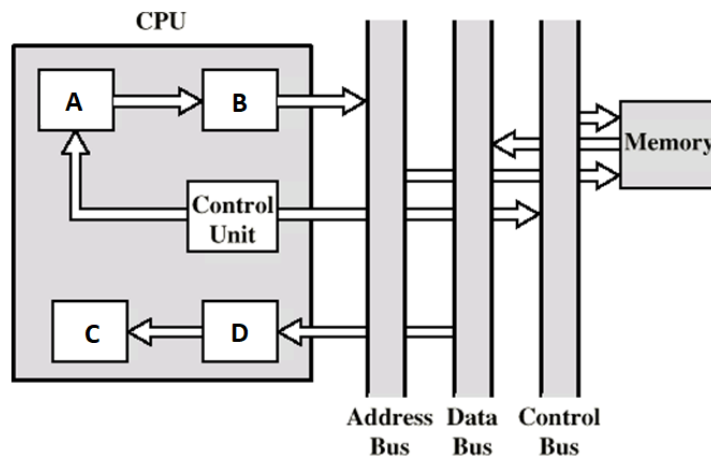 CPU
A
B
Control
Unit
C
D
Memory
Address
Bus
Data
Bus
Control
Bus